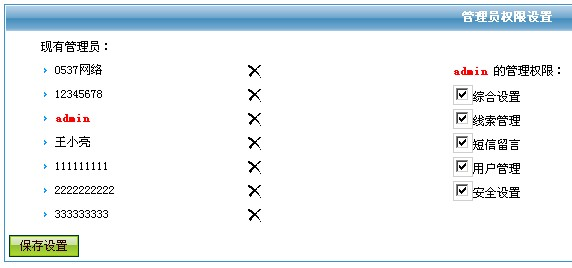 管理员权限设置
现有管理员：
0537网络
12345678
admin
王小亮
111111111
2222222222
333333333
admin 的管理权限：
综合设置
线索管理
短信留言
用户管理
安全设置
保存设置